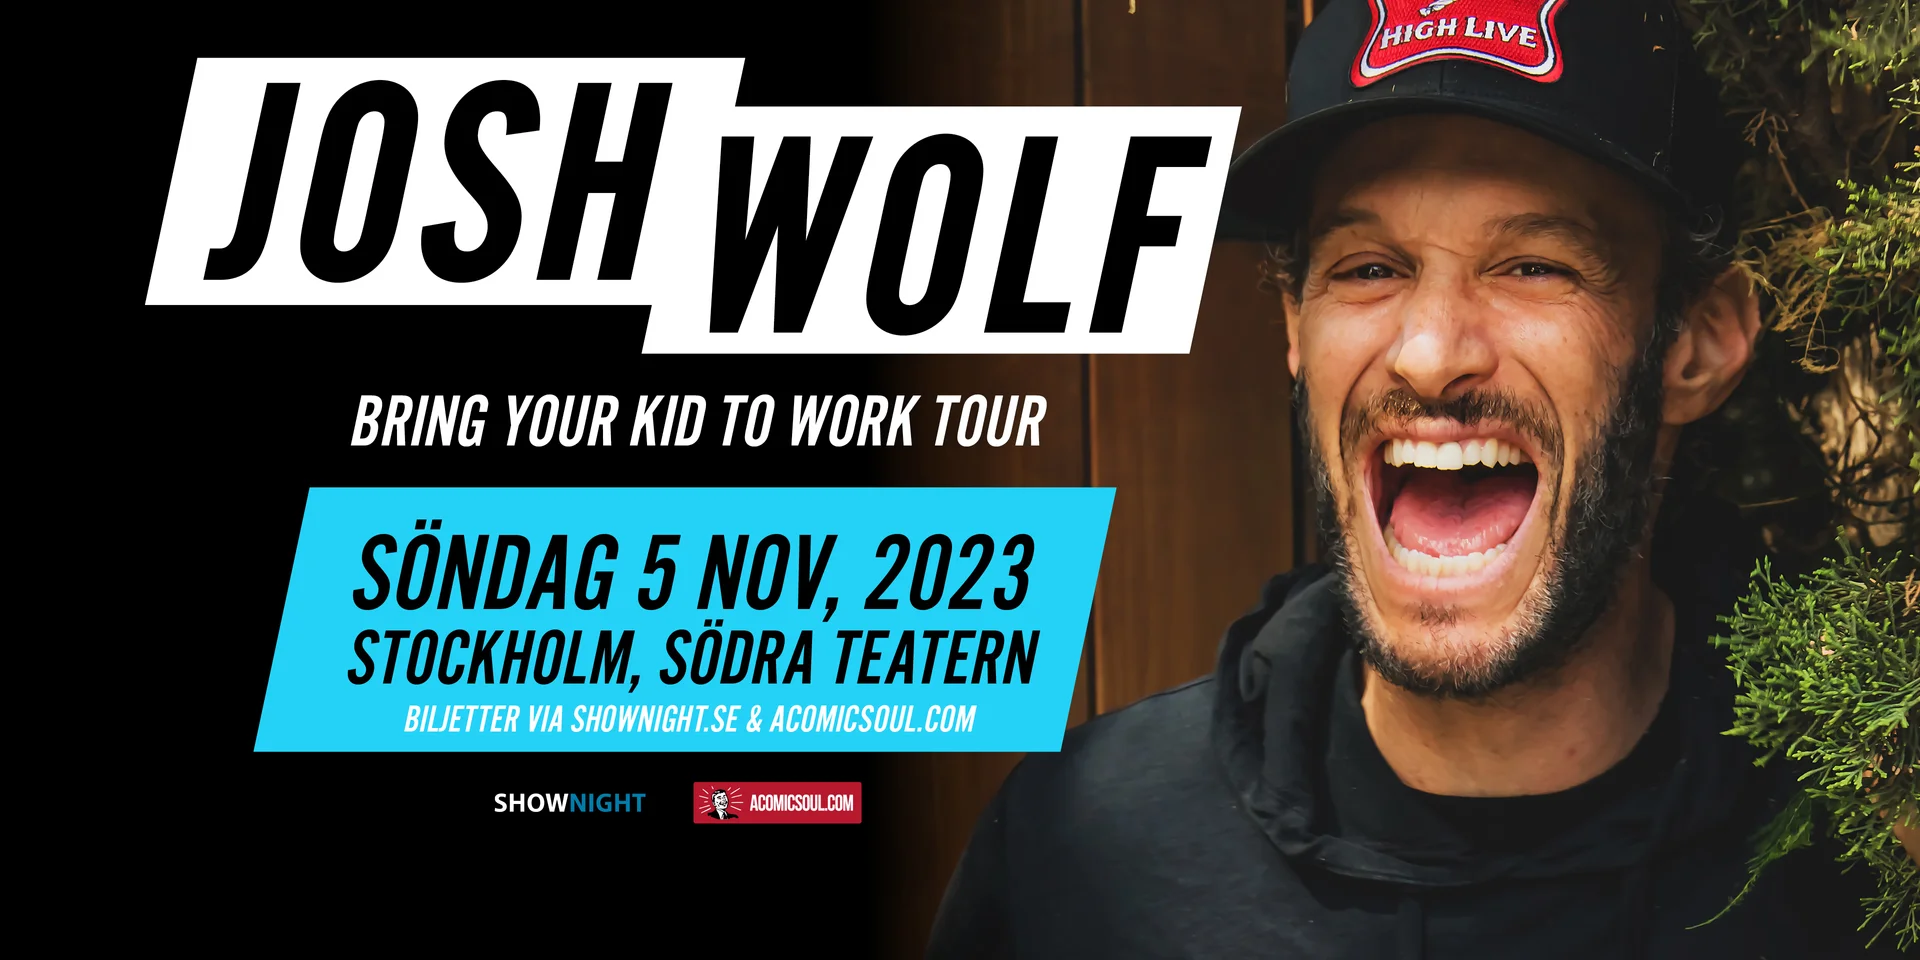 HIGH LIVE
JOSH
WOLF
BRING YOUR KID TO WORK TOUR
SÖNDAG 5 NOV, 2023
STOCKHOLM, SÖDRA TEATERN
BILJETTER VIA SHOWNIGHT.SE & ACOMICSOUL.COM
SHOWNIGHT
ACOMICSOUL.COM